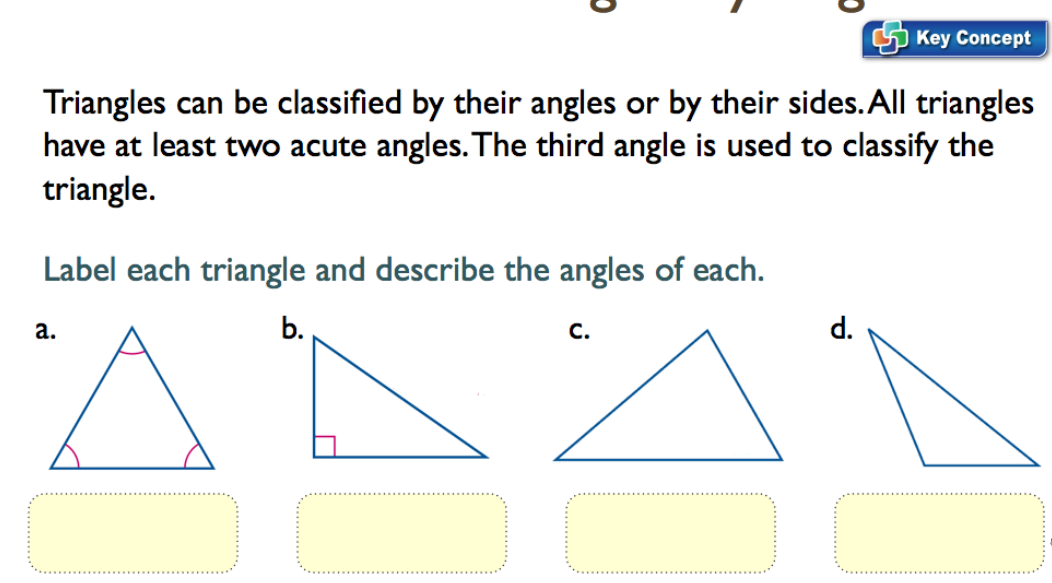 Key Concept
Triangles can be classified by their angles or by their sides. All triangles
have at least two acute angles. The third angle is used to classify the
triangle.
Label each triangle and describe the angles of each.
a. b. c. d.